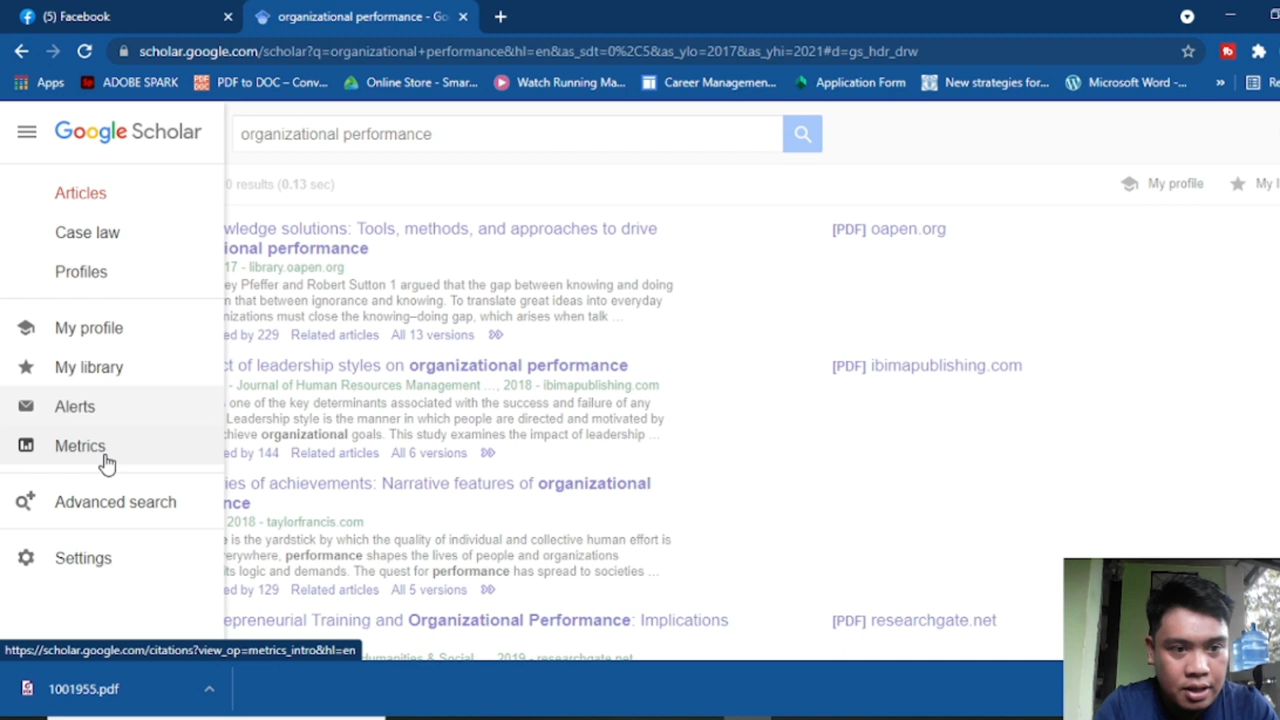 (5) Facebook
organizational performance - Go
scholar.google.com/scholar?q=organizational+performance&hl=en&as_sdt=0%2C5&as_ylo=2017&as_yhi=2021#d=gs_hdr_drw
Apps
ADOBE SPARK
PDF to DOC – Conv...
Online Store - Smar...
Watch Running Ma...
Career Managemen...
Application Form
New strategies for...
Microsoft Word -...
»
Re
Google Scholar
organizational performance
0 results (0.13 sec)
My profile
My l
Articles
Case law
Profiles
My profile
My library
Alerts
Metrics
Advanced search
Settings
wledge solutions: Tools, methods, and approaches to drive
ional performance
17 - library.oapen.org
ey Pfeffer and Robert Sutton 1 argued that the gap between knowing and doing
n that between ignorance and knowing. To translate great ideas into everyday
nizations must close the knowing–doing gap, which arises when talk ...
ed by 229 Related articles All 13 versions
[PDF] oapen.org
ct of leadership styles on organizational performance
- Journal of Human Resources Management ..., 2018 - ibimapublishing.com
one of the key determinants associated with the success and failure of any
Leadership style is the manner in which people are directed and motivated by
chieve organizational goals. This study examines the impact of leadership ...
ed by 144 Related articles All 6 versions
[PDF] ibimapublishing.com
ies of achievements: Narrative features of organizational
nce
2018 - taylorfrancis.com
e is the yardstick by which the quality of individual and collective human effort is
erywhere, performance shapes the lives of people and organizations
its logic and demands. The quest for performance has spread to societies ...
ed by 129 Related articles All 5 versions
epreneurial Training and Organizational Performance: Implications
[PDF] researchgate.net
Humanities & Social ... 2019 - researchgate.net
https://scholar.google.com/citations?view_op=metrics_intro&hl=en
1001955.pdf